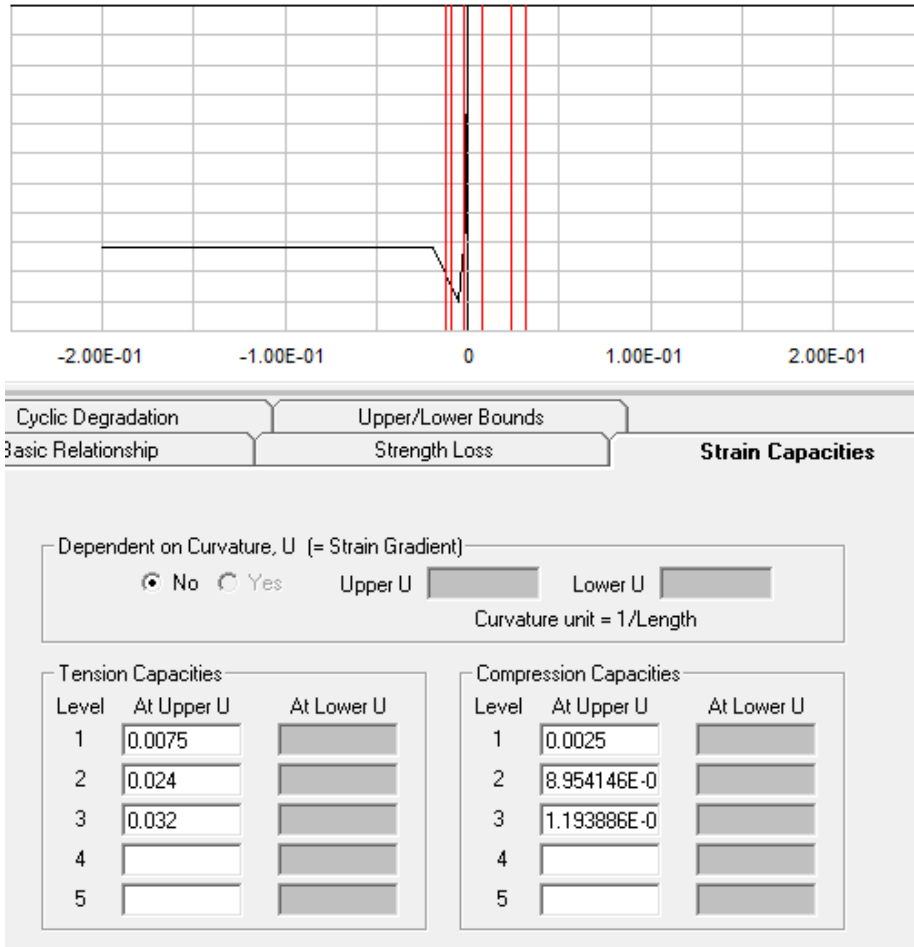 -2.00E-01 -1.00E-01 0 1.00E-01 2.00E-01
Cyclic Degradation Upper/Lower Bounds
Basic Relationship Strength Loss Strain Capacities
Dependent on Curvature, U (= Strain Gradient)
No Yes Upper U Lower U
Curvature unit = 1/Length
Tension Capacities Compression Capacities
Level At Upper U At Lower U Level At Upper U At Lower U
1 0.0075 1 0.0025
2 0.024 2 8.954146E-0
3 0.032 3 1.193886E-0
4 4
5 5